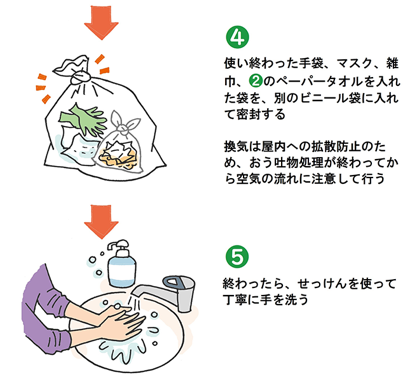 ④
使い終わった手袋、マスク、雑
巾、②のペーパータオルを入れ
た袋を、別のビニール袋に入れ
て密封する
換気は屋内への拡散防止のた
め、おう吐物処理が終わってか
ら空気の流れに注意して行う
⑤
終わったら、せっけんを使って
丁寧に手を洗う